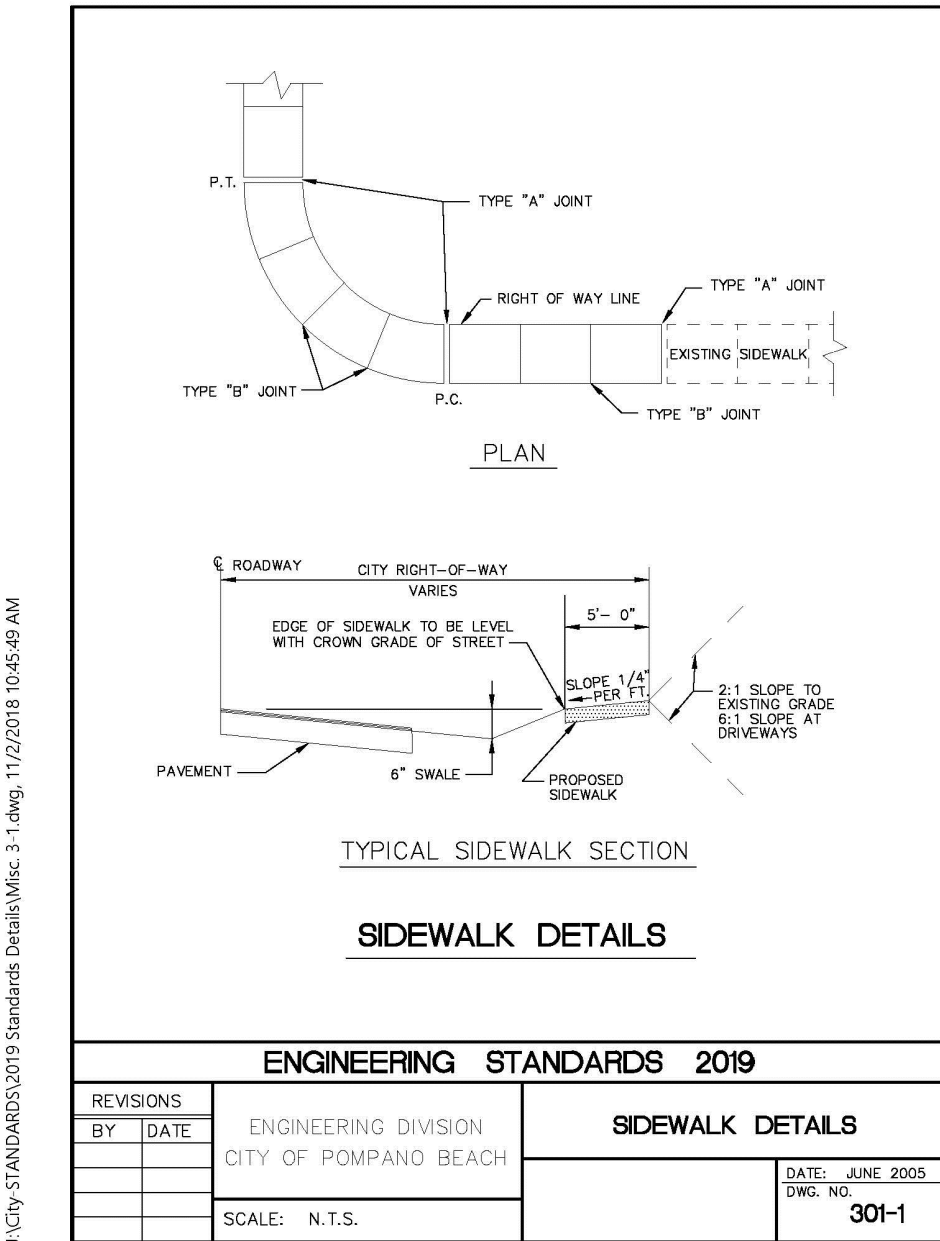 P.T.
TYPE "A" JOINT
TYPE "A" JOINT
RIGHT OF WAY LINE
EXISTING SIDEWALK
TYPE "B" JOINT
P.C.
TYPE "B" JOINT
PLAN
℄ ROADWAY
CITY RIGHT-OF-WAY
VARIES
EDGE OF SIDEWALK TO BE LEVEL
WITH CROWN GRADE OF STREET
5'- 0"
SLOPE 1/4"
PER FT.
2:1 SLOPE TO
EXISTING GRADE
6:1 SLOPE AT
DRIVEWAYS
PAVEMENT
6" SWALE
PROPOSED
SIDEWALK
TYPICAL SIDEWALK SECTION
SIDEWALK DETAILS
ENGINEERING STANDARDS 2019
REVISIONS
BY DATE
ENGINEERING DIVISION
CITY OF POMPANO BEACH
SCALE: N.T.S.
SIDEWALK DETAILS
DATE: JUNE 2005
DWG. NO.
301-1
:\City-STANDARDS\2019 Standards Details\Misc. 3-1.dwg, 11/2/2018 10:45:49 AM